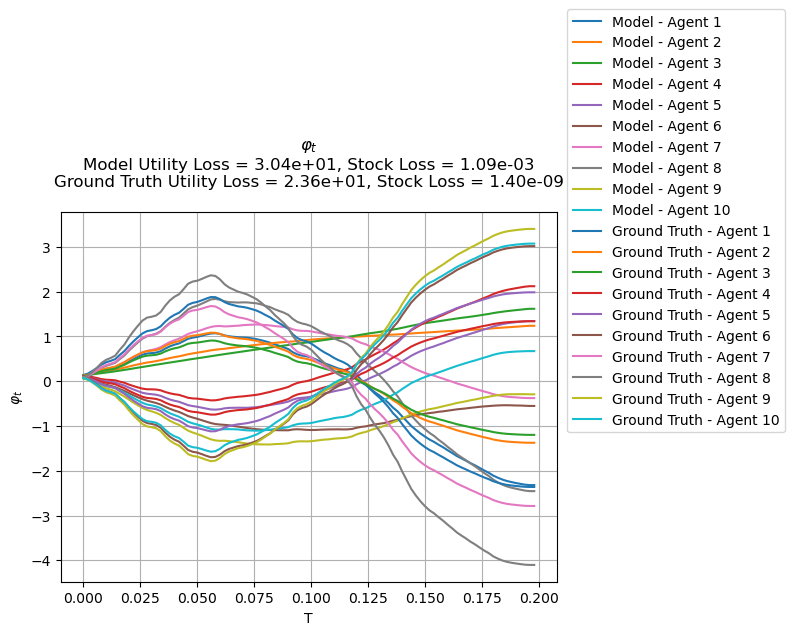 φt
Model Utility Loss = 3.04e+01, Stock Loss = 1.09e-03
Ground Truth Utility Loss = 2.36e+01, Stock Loss = 1.40e-09
φt
3
2
1
0
−1
−2
−3
−4
0.000
0.025
0.050
0.075
0.100
0.125
0.150
0.175
0.200
T
Model - Agent 1
Model - Agent 2
Model - Agent 3
Model - Agent 4
Model - Agent 5
Model - Agent 6
Model - Agent 7
Model - Agent 8
Model - Agent 9
Model - Agent 10
Ground Truth - Agent 1
Ground Truth - Agent 2
Ground Truth - Agent 3
Ground Truth - Agent 4
Ground Truth - Agent 5
Ground Truth - Agent 6
Ground Truth - Agent 7
Ground Truth - Agent 8
Ground Truth - Agent 9
Ground Truth - Agent 10